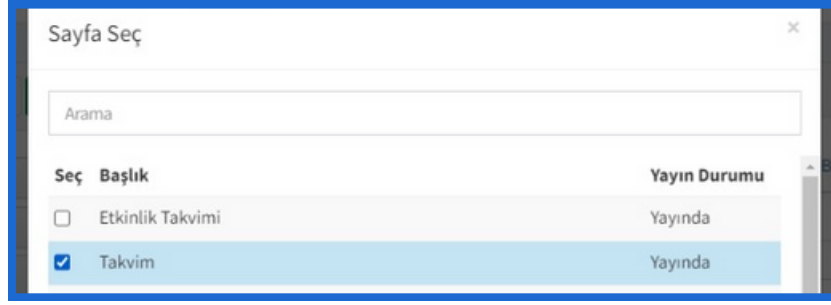 Sayfa Seç ×
Arama
Seç Başlık Yayın Durumu
Etkinlik Takvimi Yayında
Takvim Yayında